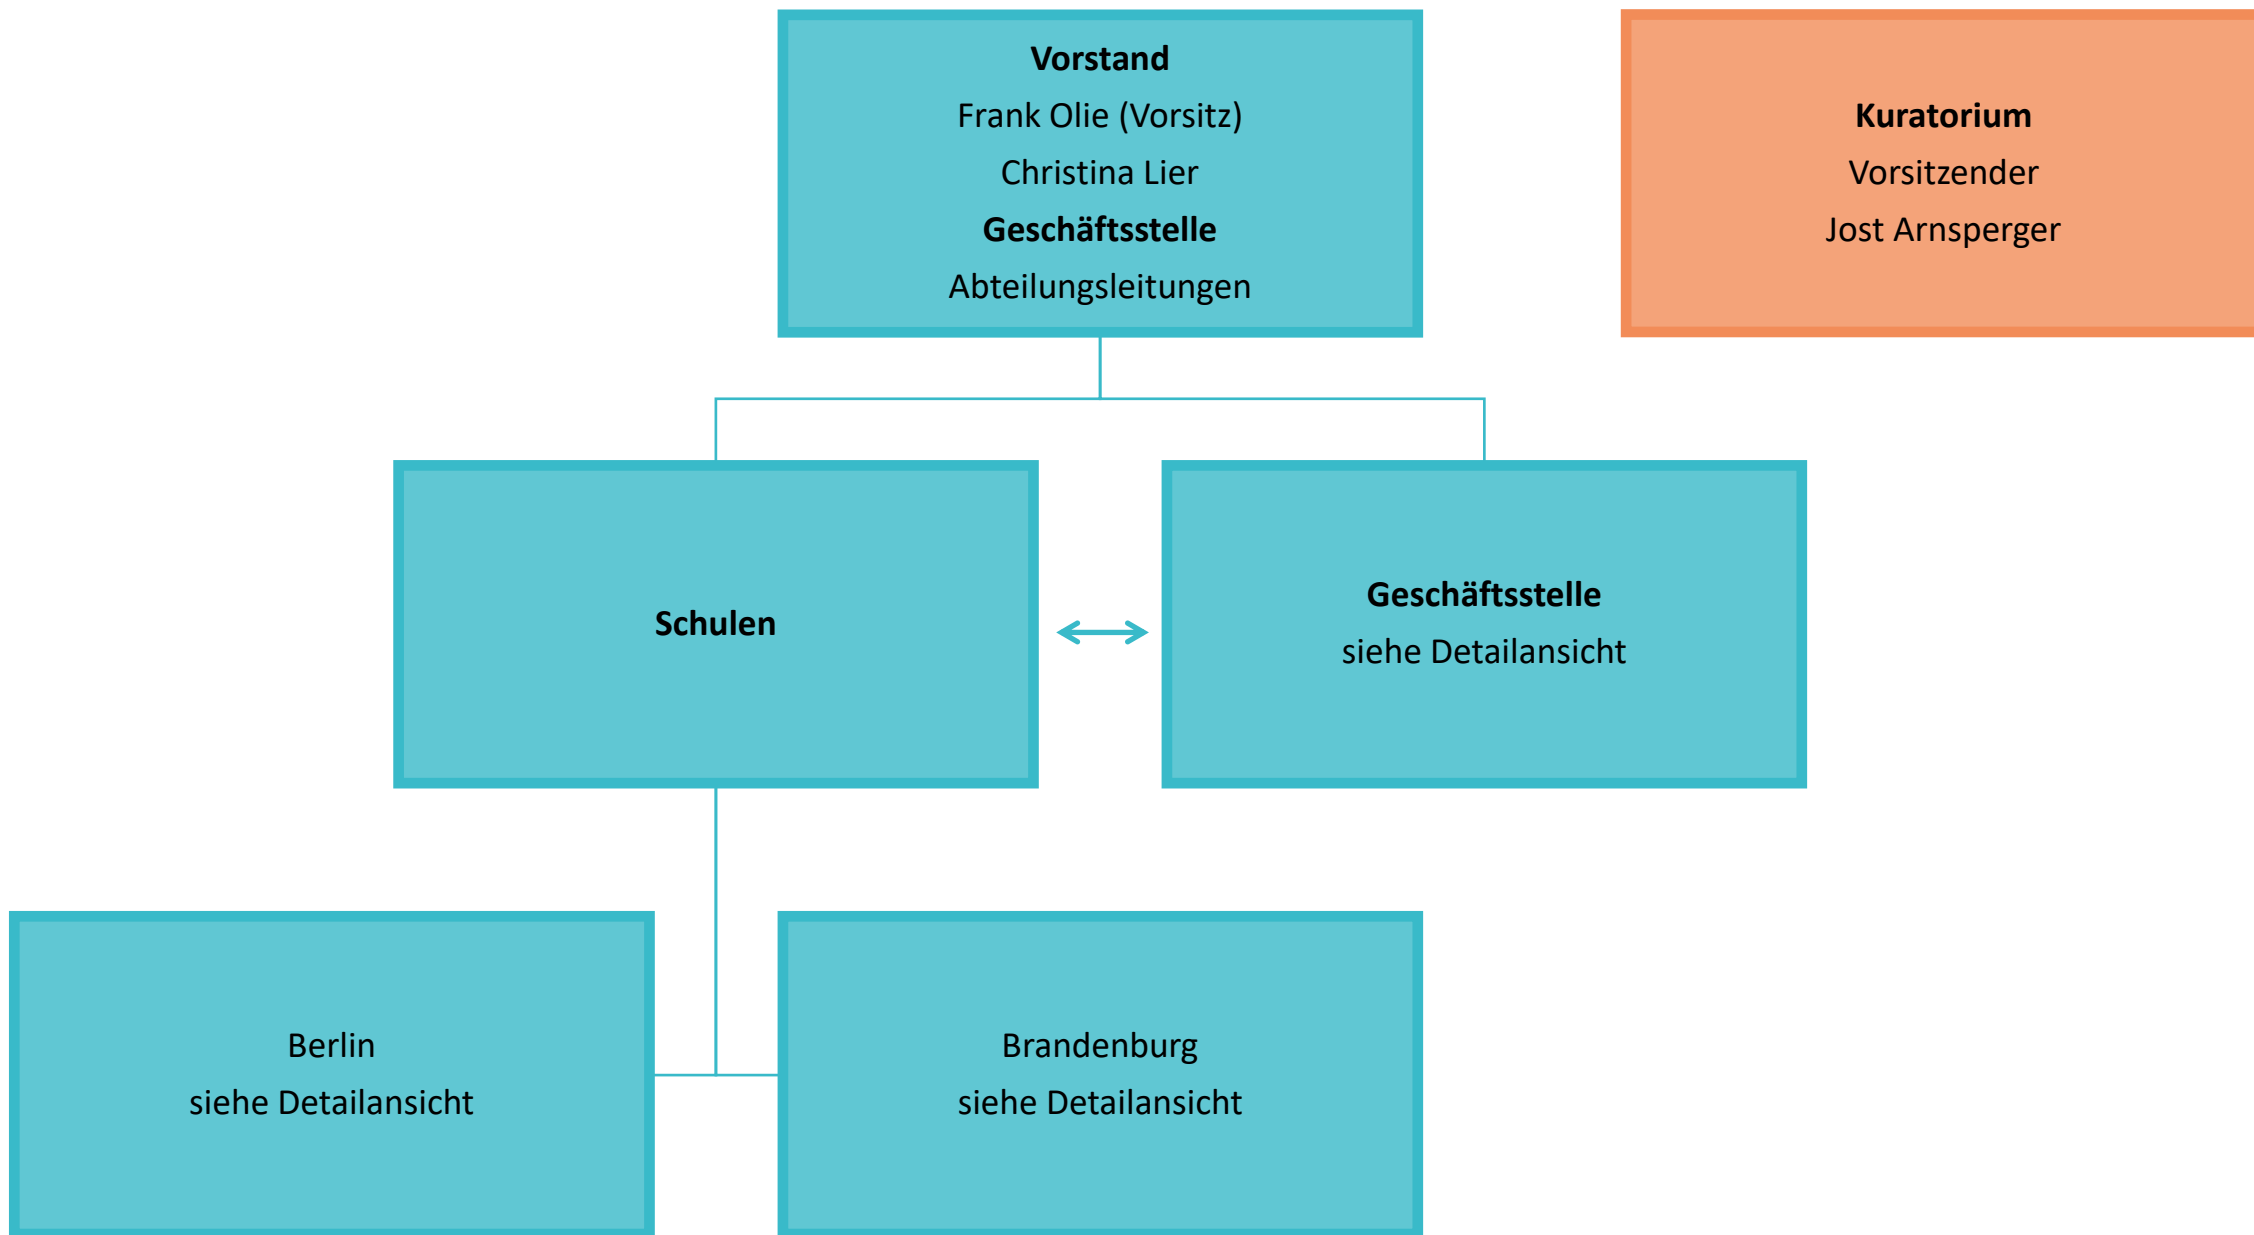 Vorstand
Frank Olie (Vorsitz)
Christina Lier
Geschäftsstelle
Abteilungsleitungen
Kuratorium
Vorsitzender
Jost Arnsperger
Schulen
Geschäftsstelle
siehe Detailansicht
Berlin
siehe Detailansicht
Brandenburg
siehe Detailansicht